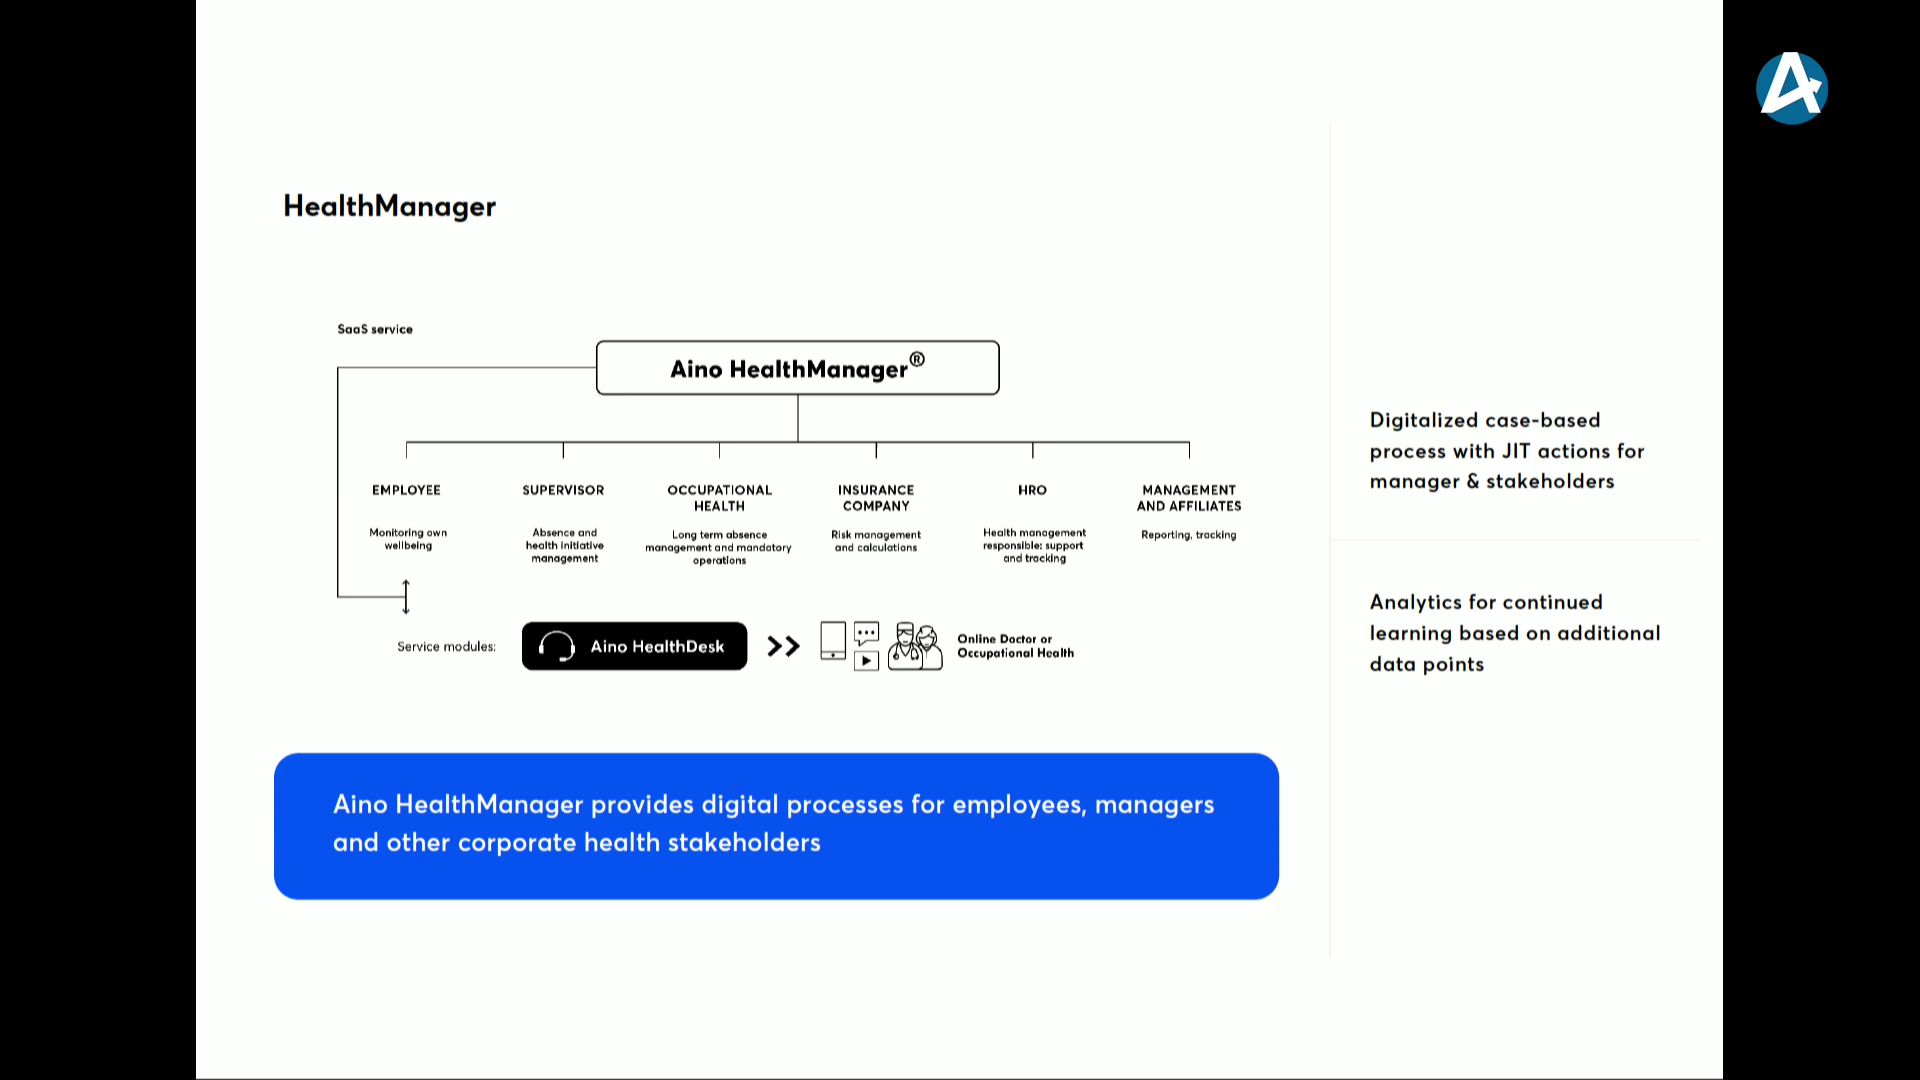 HealthManager
SaaS service
Aino HealthManager®
EMPLOYEE
Monitoring own
wellbeing
SUPERVISOR
Absence and
health initiative
management
OCCUPATIONAL
HEALTH
Long term absence
management and mandatory
operations
INSURANCE
COMPANY
Risk management
and calculations
HRO
Health management
responsible: support
and tracking
MANAGEMENT
AND AFFILIATES
Reporting, tracking
Service modules:
Aino HealthDesk
Online Doctor or
Occupational Health
Aino HealthManager provides digital processes for employees, managers
and other corporate health stakeholders
Digitalized case-based
process with JIT actions for
manager & stakeholders
Analytics for continued
learning based on additional
data points